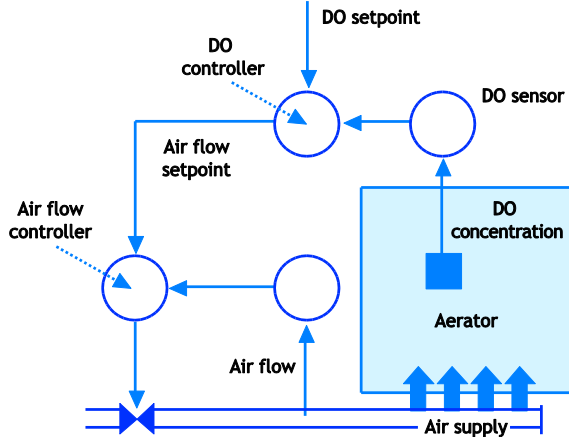 DO setpoint
DO
controller
DO sensor
Air flow
setpoint
Air flow
controller
DO
concentration
Aerator
Air flow
Air supply